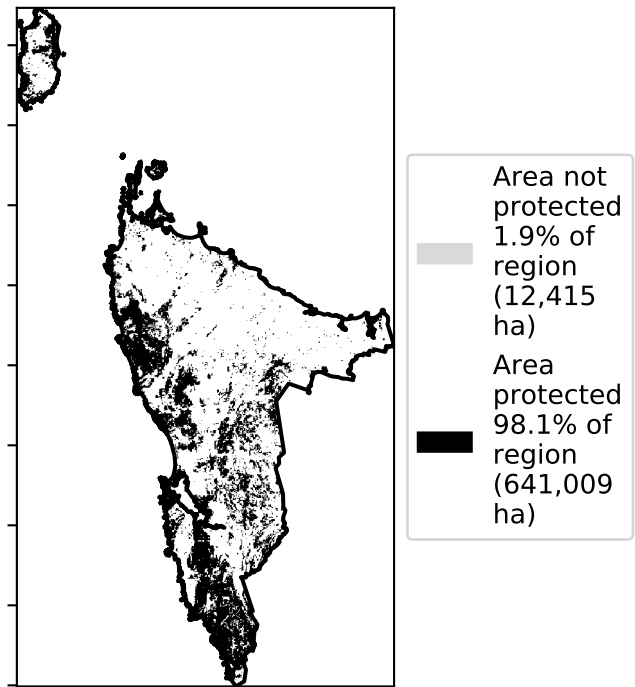 Area not
protected
1.9% of
region
(12,415
ha)
Area
protected
98.1% of
region
(641,009
ha)